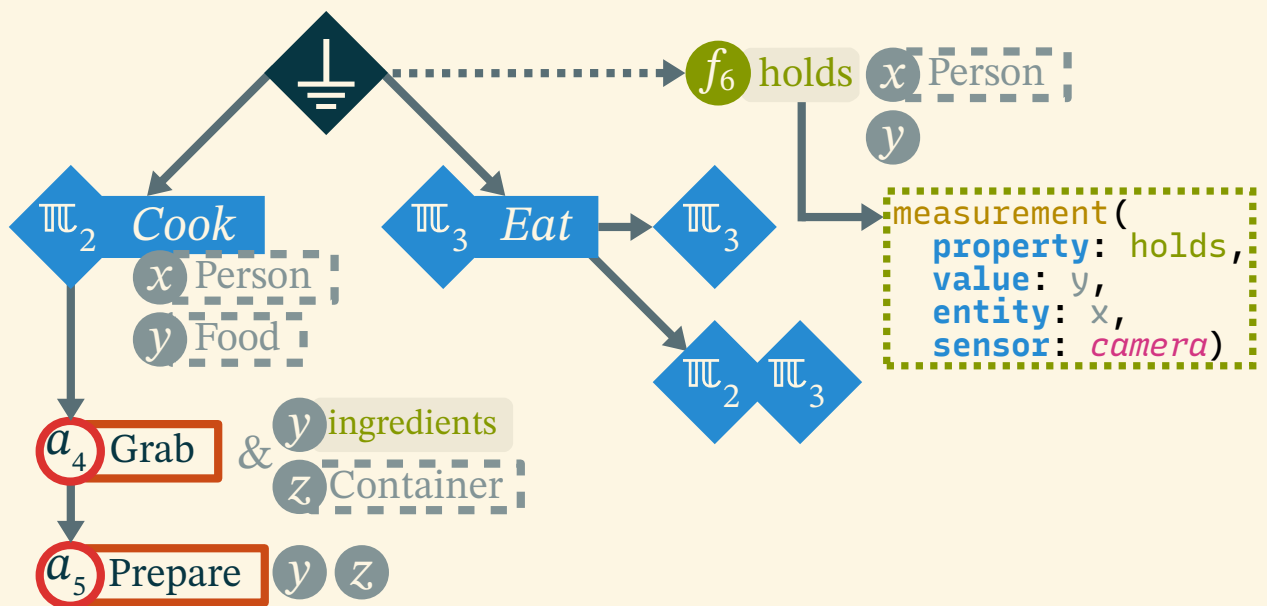 f6 holds x Person
y
ℼ2 Cook
x Person
y Food
ℼ3 Eat
ℼ3
ℼ2 ℼ3
measurement(
property: holds,
value: y,
entity: x,
sensor: camera)
a4 Grab & y ingredients
z Container
a5 Prepare y z